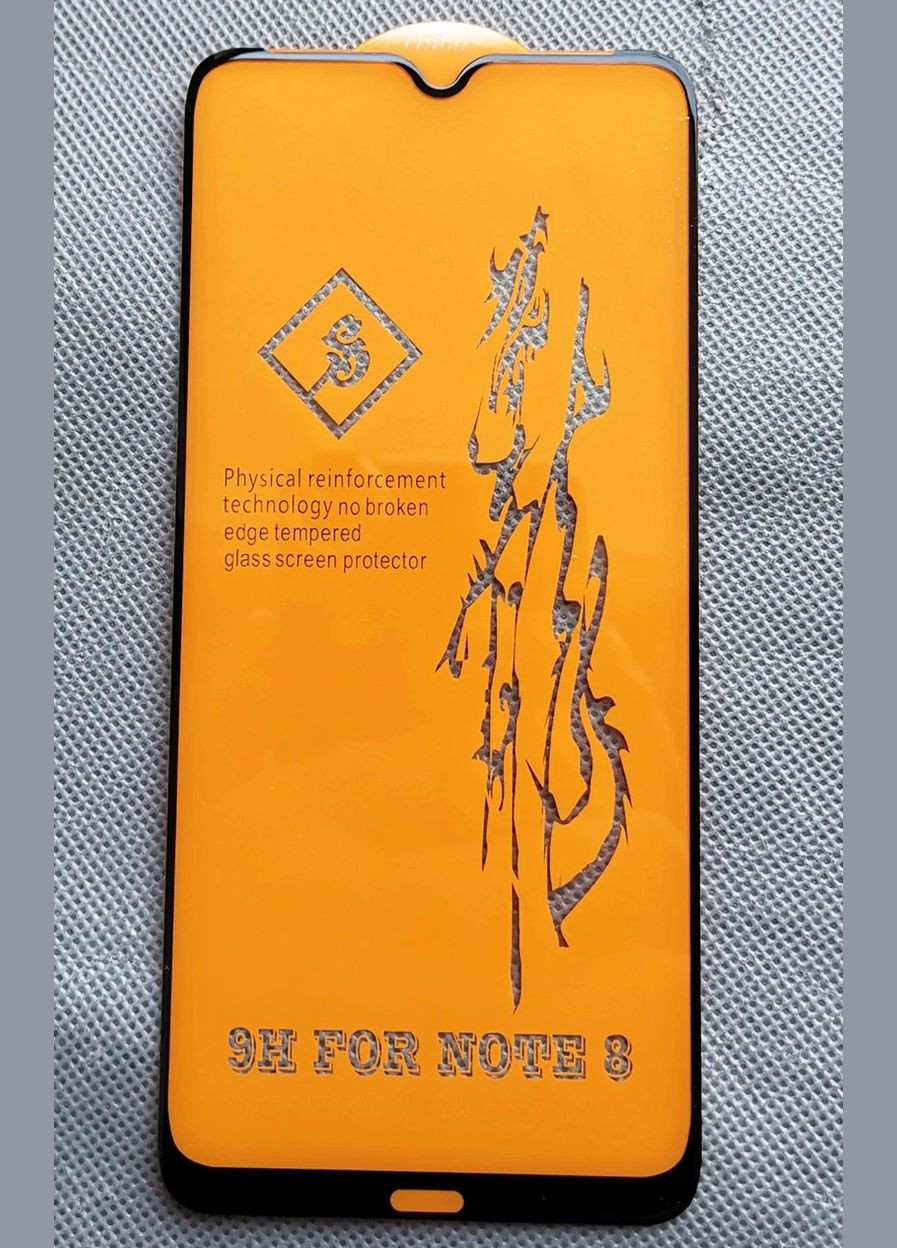 Physical reinforcement
technology no broken
edge tempered
glass screen protector
9H FOR NOTE 8